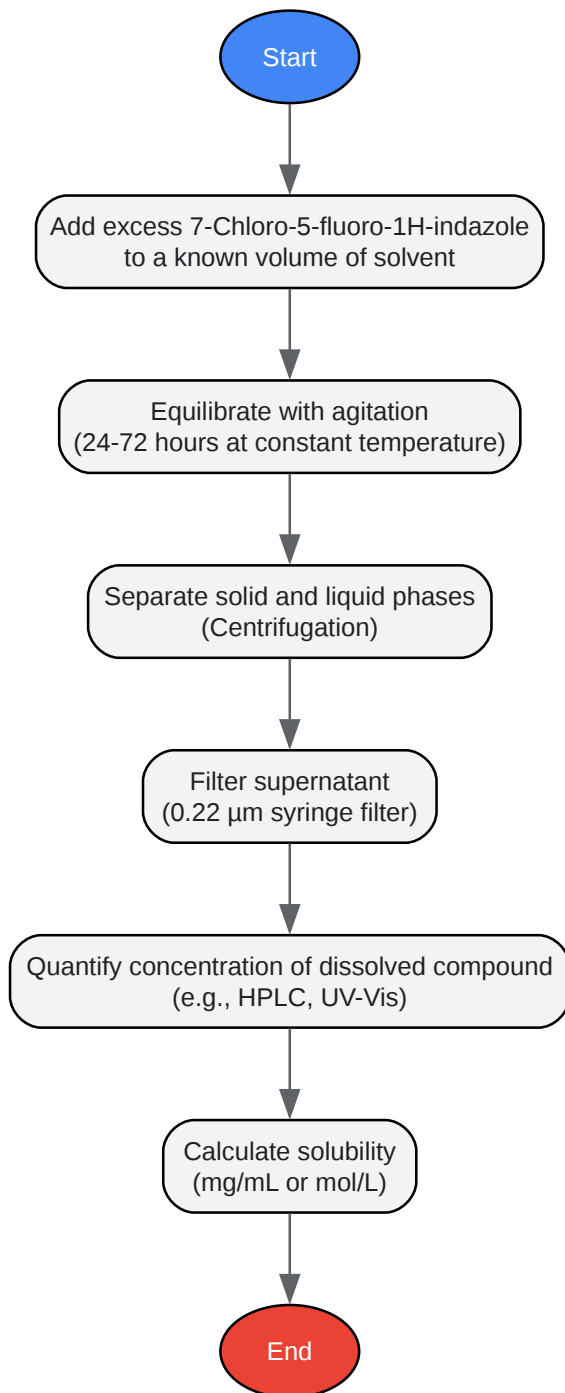 Start
Add excess 7-Chloro-5-fluoro-1H-indazole
to a known volume of solvent
Equilibrate with agitation
(24-72 hours at constant temperature)
Separate solid and liquid phases
(Centrifugation)
Filter supernatant
(0.22 µm syringe filter)
Quantify concentration of dissolved compound
(e.g., HPLC, UV-Vis)
Calculate solubility
(mg/mL or mol/L)
End